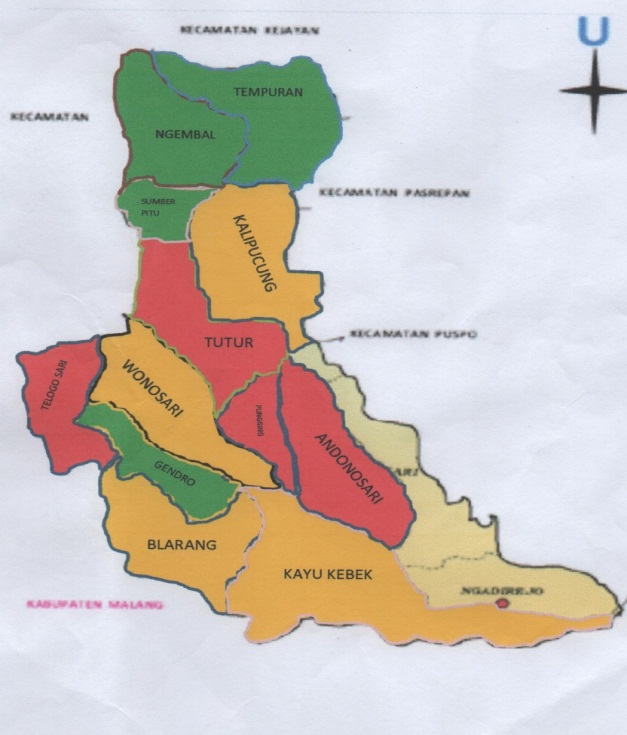 KECAMATAN KEJAYAN
U
TEMPURAN
KECAMATAN
NGEMBAL
KECAMATAN PASREPAN
SUMBER
PITU
KALIPUCUNG
KECAMATAN PUSPO
TUTUR
TELOGO SARI
WONOSARI
ANDONOSARI
GENDRO
BLARANG
KAYU KEBEK
NGADIREJO
KABUPATEN MALANG